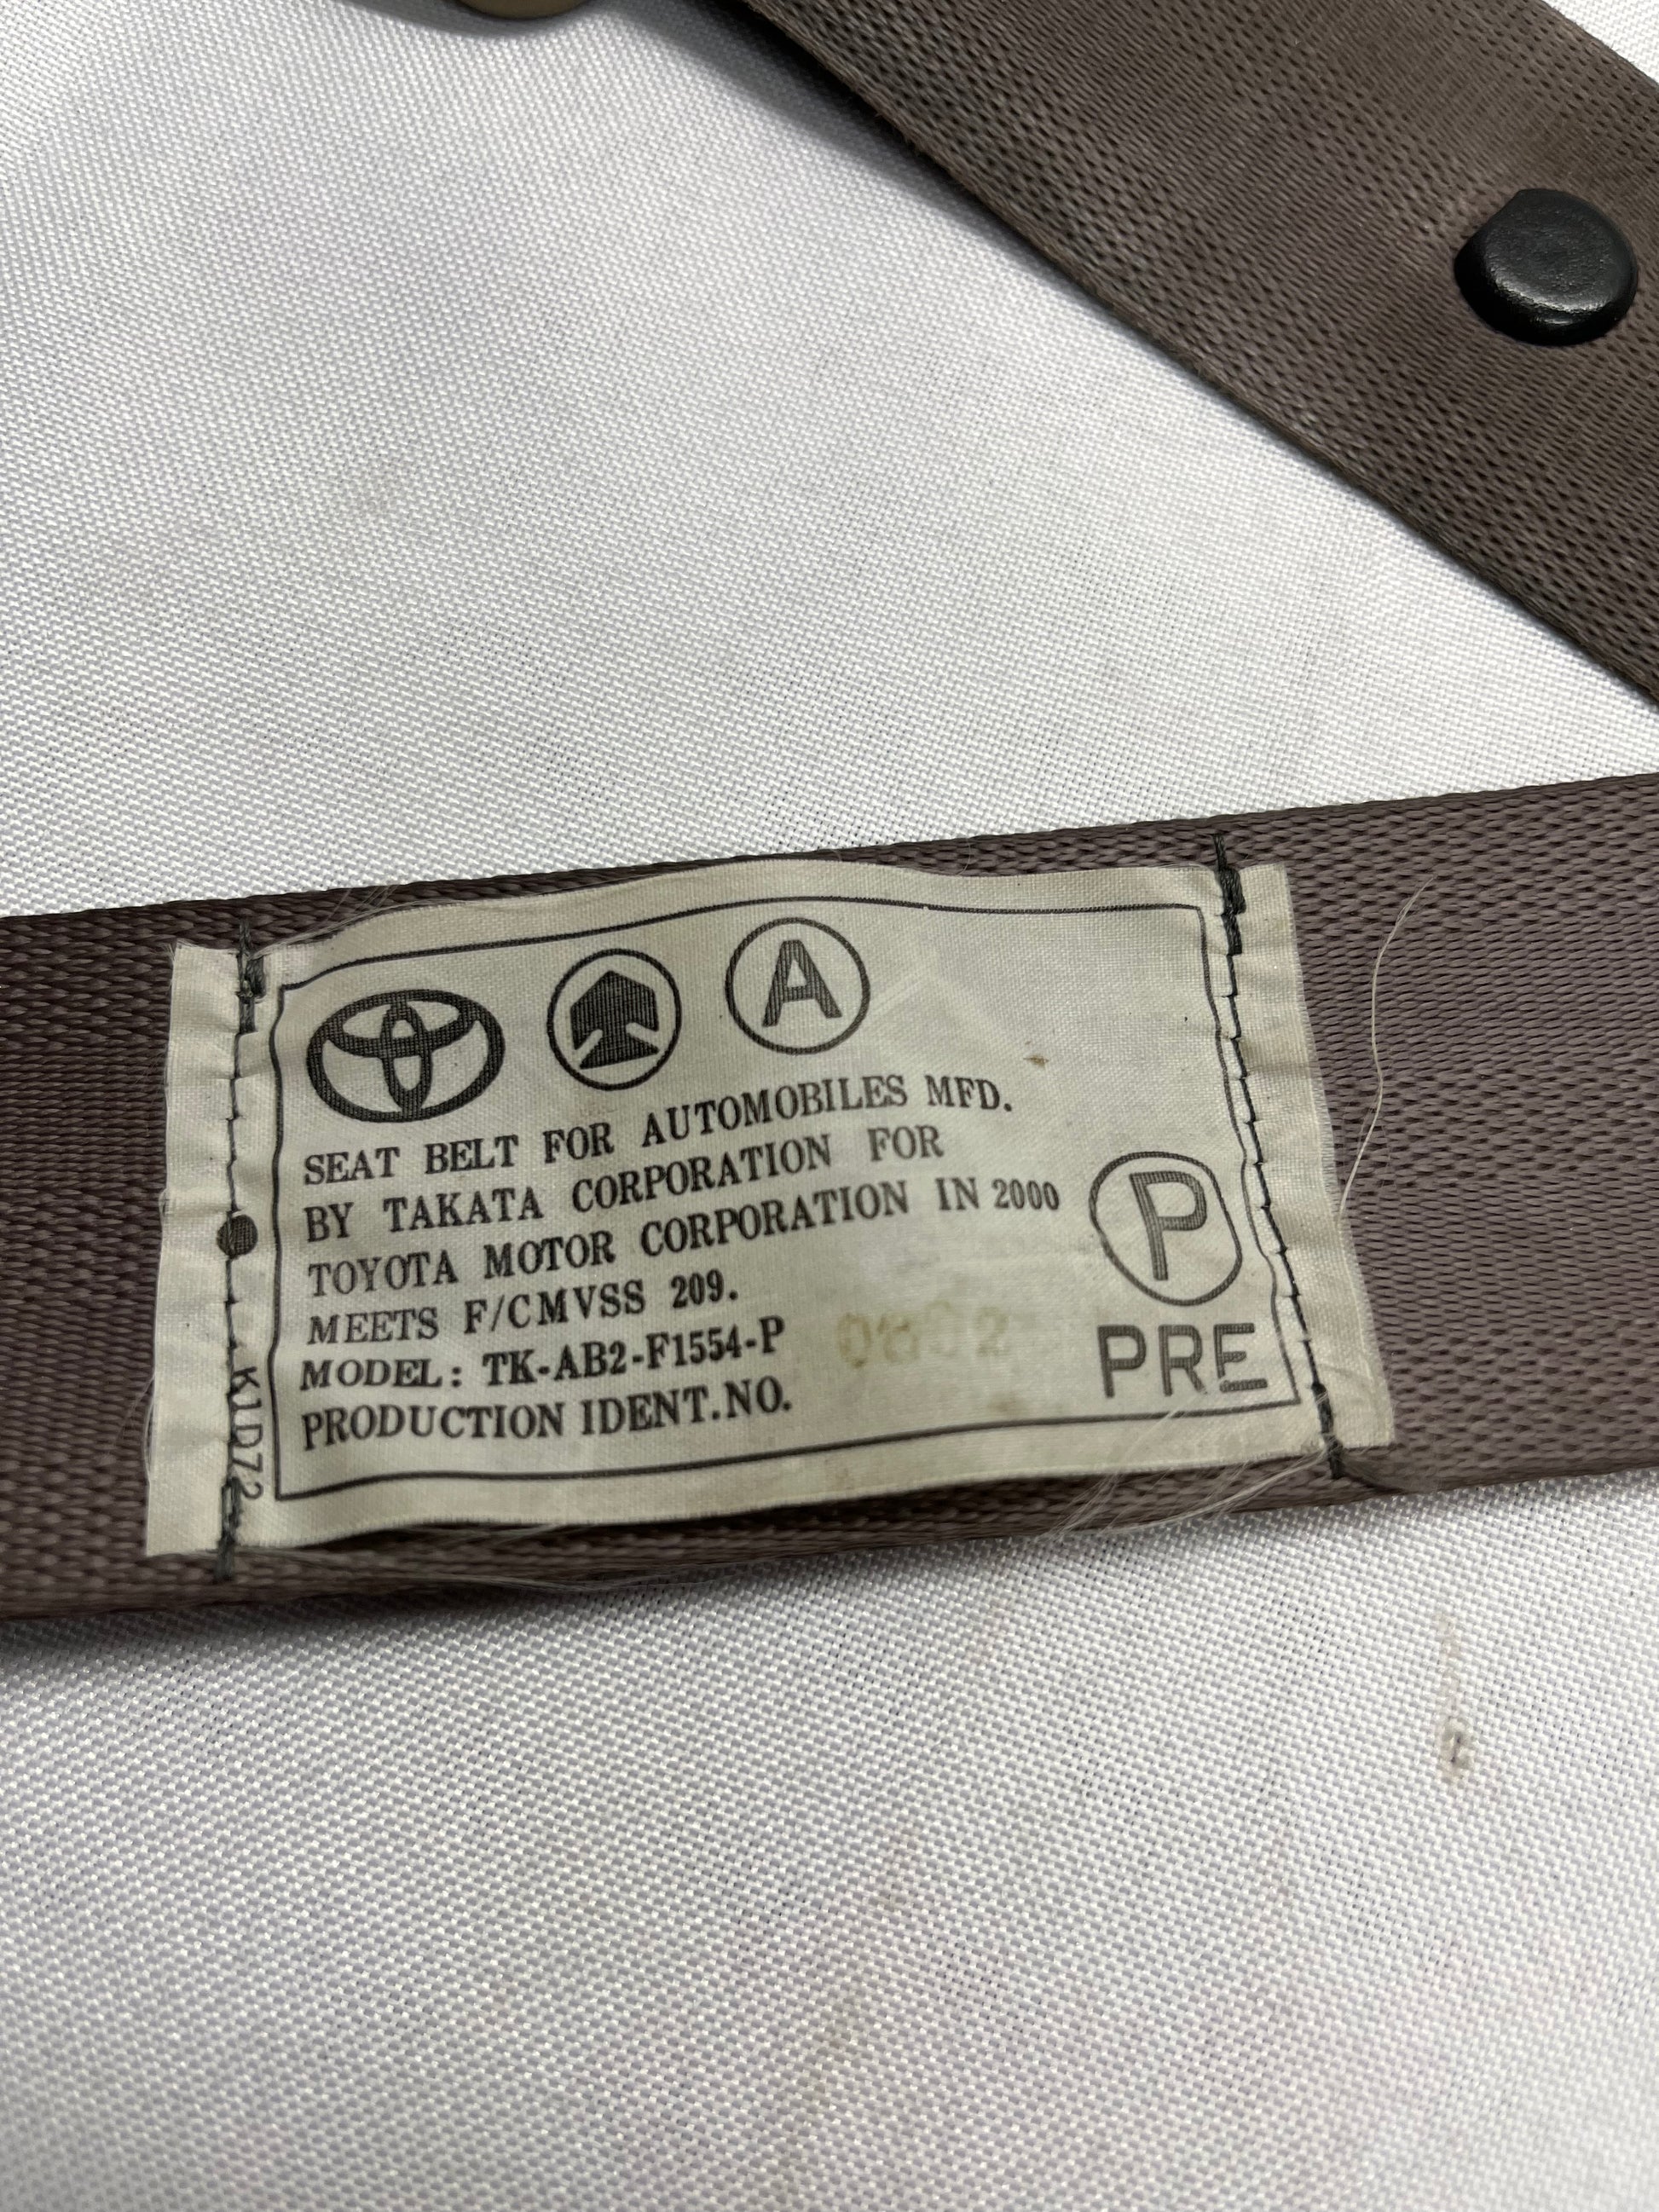 A
SEAT BELT FOR AUTOMOBILES MFD.
BY TAKATA CORPORATION FOR
TOYOTA MOTOR CORPORATION IN 2000
MEETS F/CMVSS 209.
MODEL: TK-AB2-F1554-P
PRODUCTION IDENT.NO.
P
PRE
K1D72